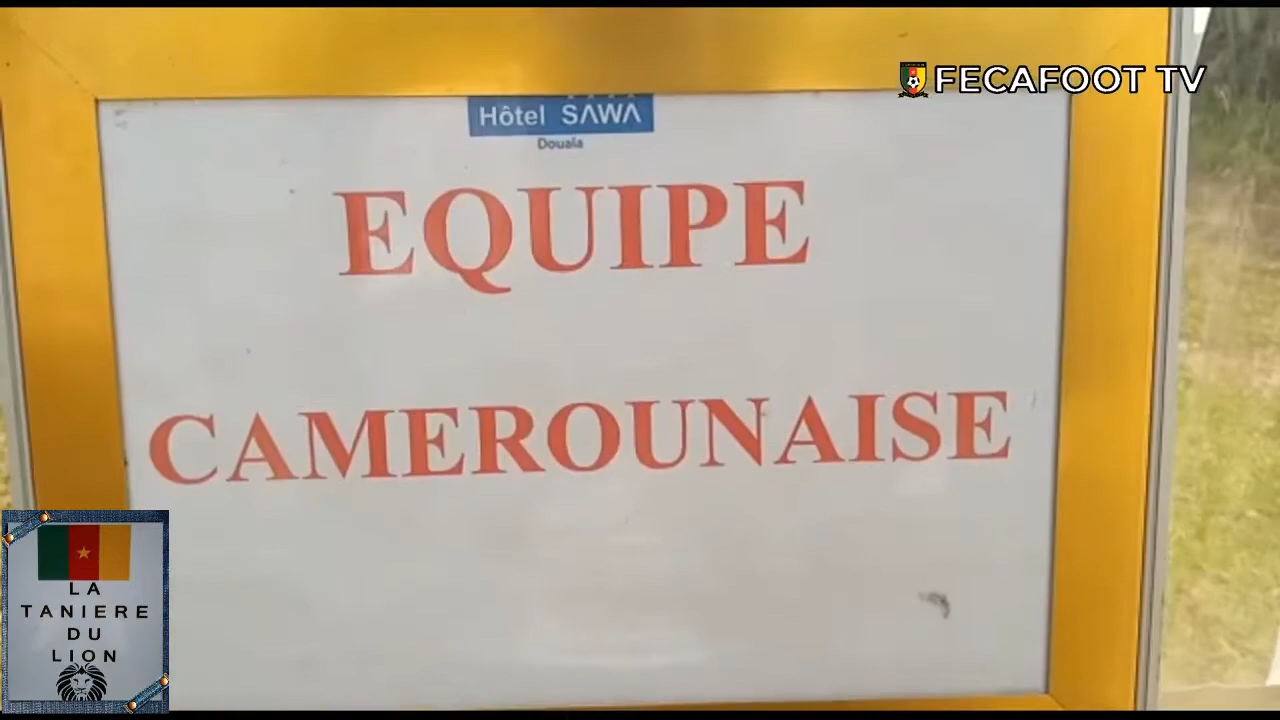 FECAFOOT TV
Hôtel SAWA
Douala
EQUIPE
CAMEROUNAISE
LA
TANIERE
DU
LION